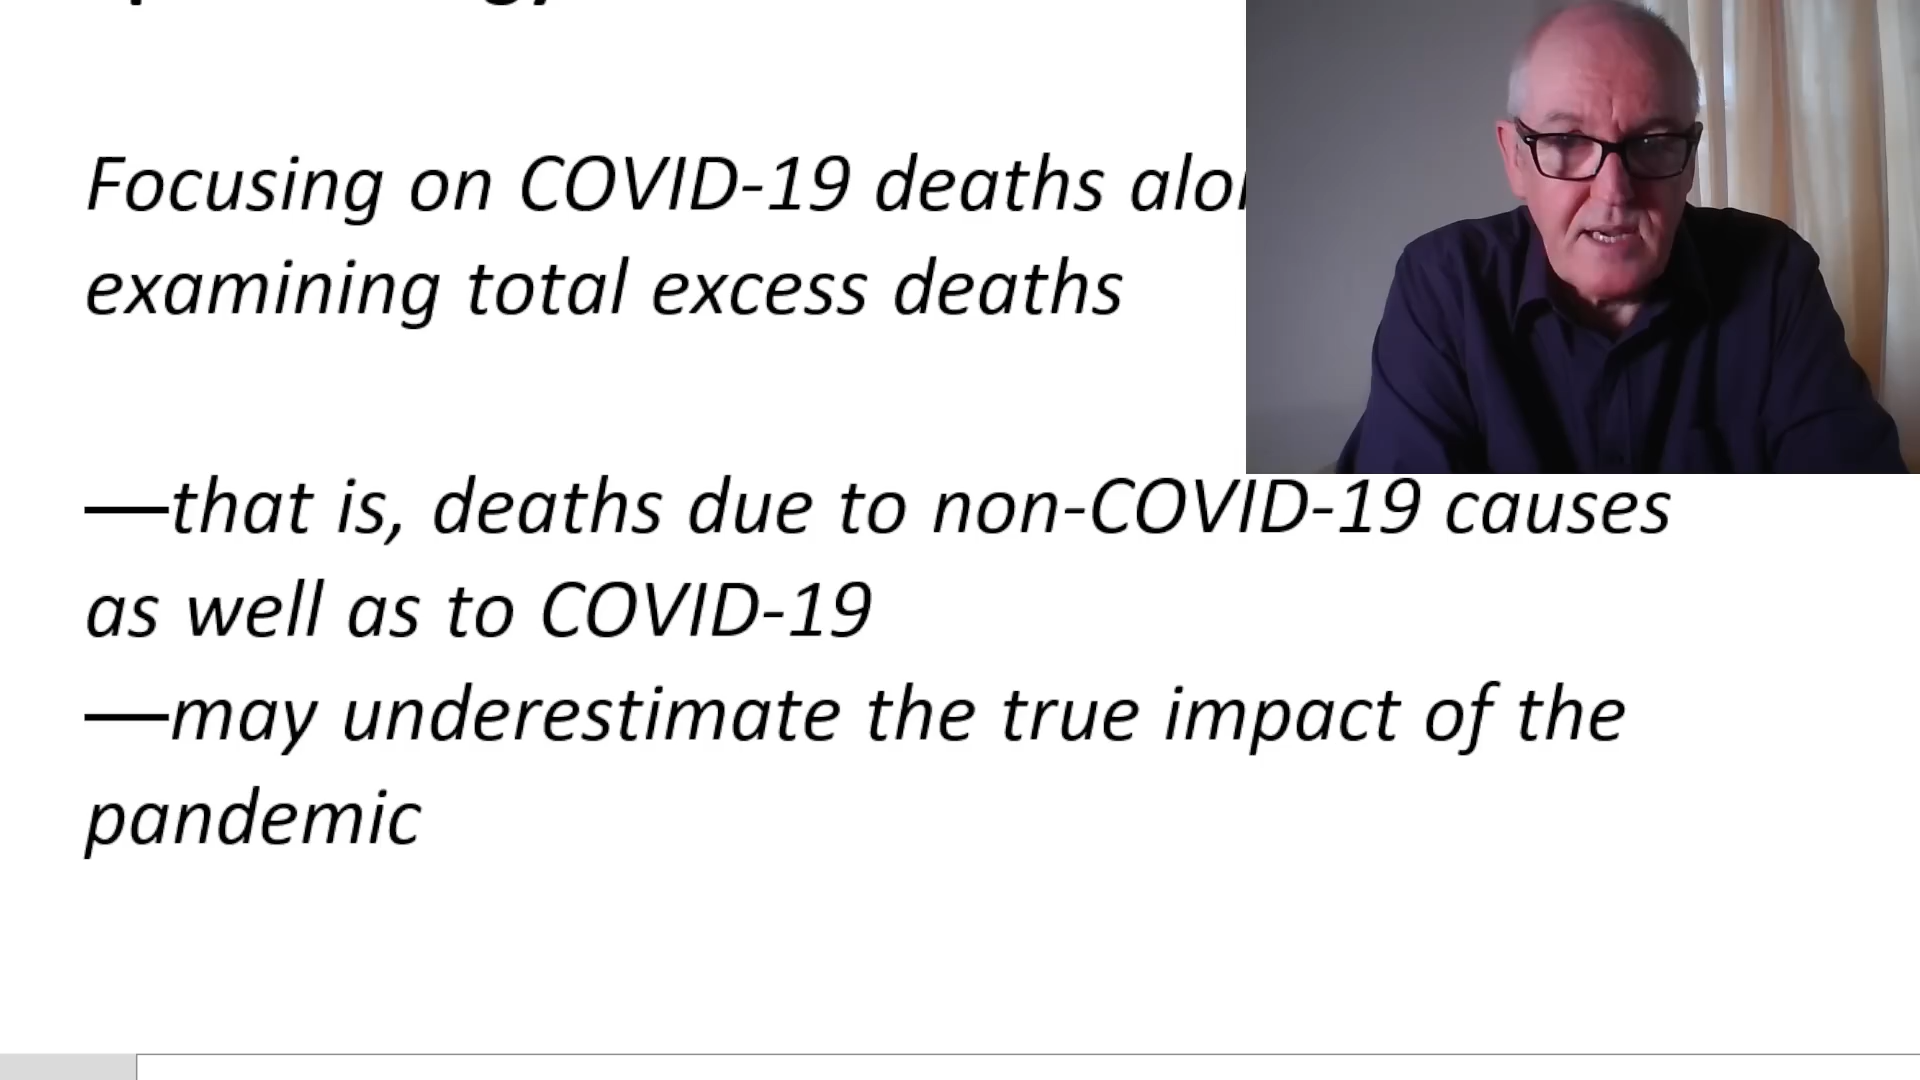 Focusing on COVID-19 deaths
examining total excess deaths
—that is, deaths due to non-COVID-19 causes
as well as to COVID-19
—may underestimate the true impact of the
pandemic